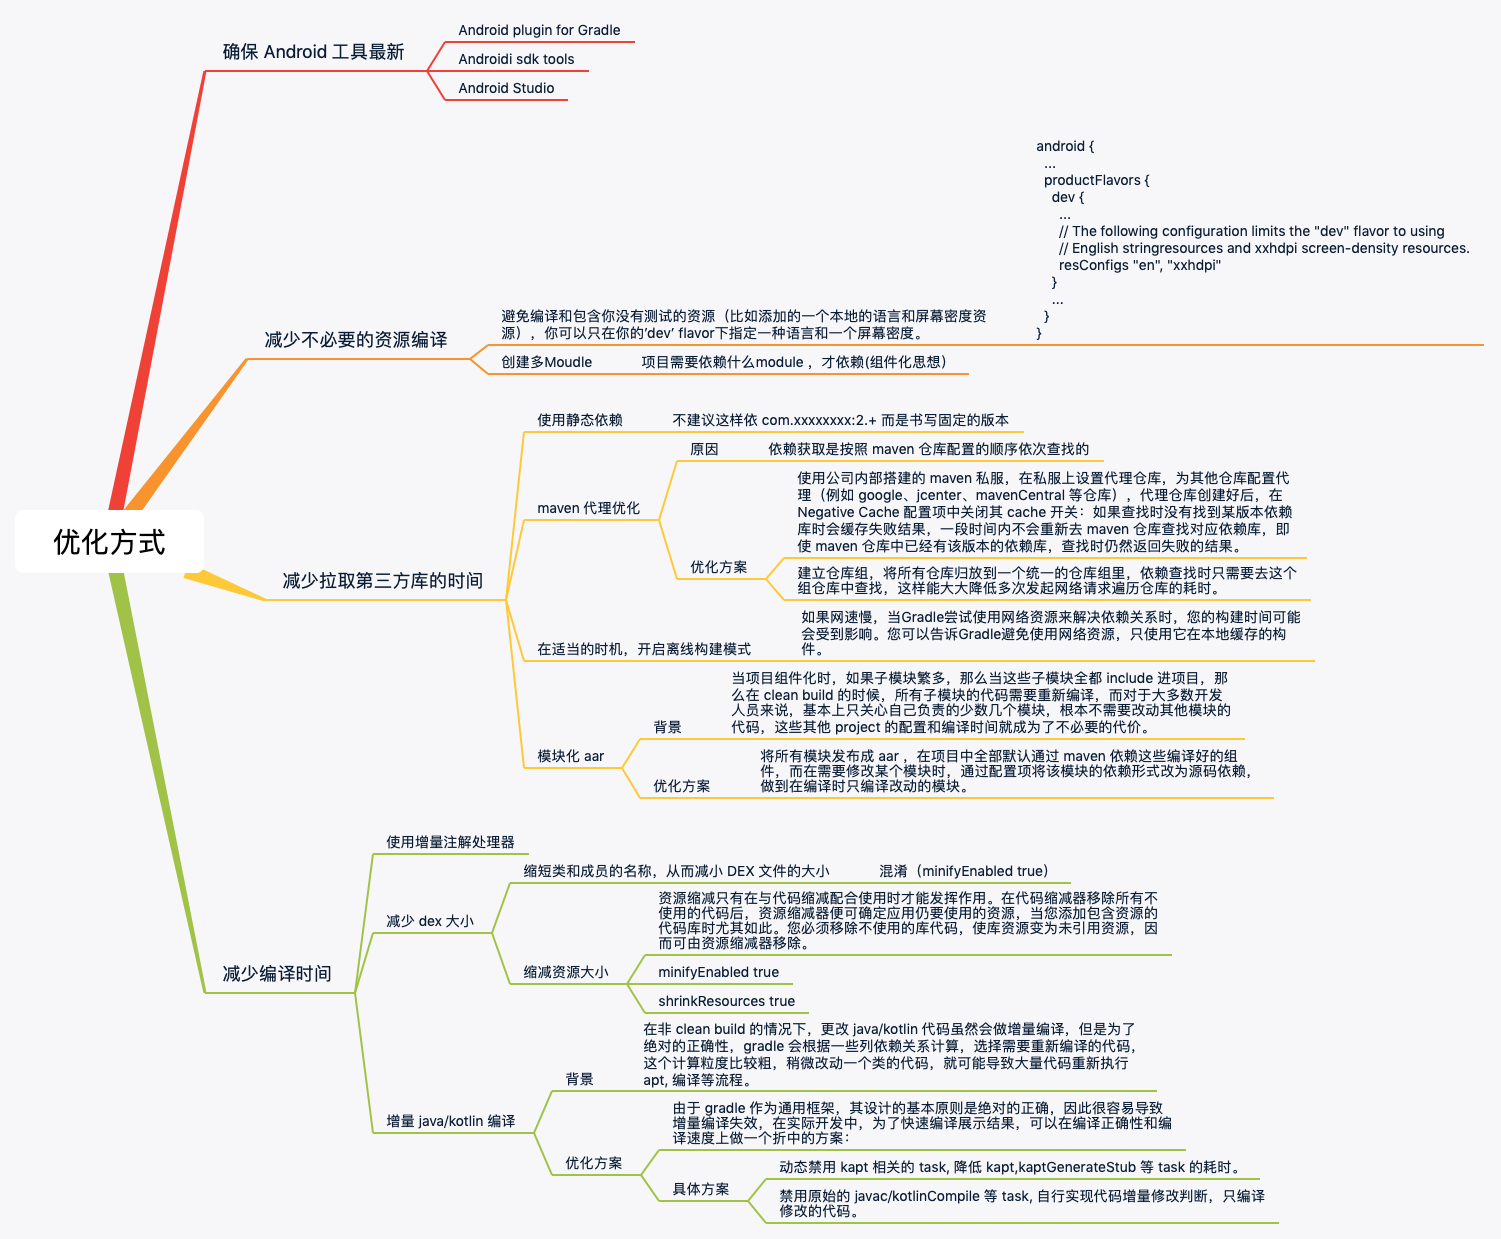 优化方式
确保 Android 工具最新
Android plugin for Gradle
Androidi sdk tools
Android Studio
减少不必要的资源编译
避免编译和包含你没有测试的资源（比如添加的一个本地的语言和屏幕密度资
源），你可以只在你的’dev’ flavor下指定一种语言和一个屏幕密度。
android {
...
productFlavors {
dev {
...
// The following configuration limits the "dev" flavor to using
// English stringresources and xxhdpi screen-density resources.
resConfigs "en", "xxhdpi"
}
...
}
}
创建多Moudle
项目需要依赖什么module ，才依赖(组件化思想)
减少拉取第三方库的时间
使用静态依赖
不建议这样依 com.xxxxxxxx:2.+ 而是书写固定的版本
maven 代理优化
原因
依赖获取是按照 maven 仓库配置的顺序依次查找的
优化方案
使用公司内部搭建的 maven 私服，在私服上设置代理仓库，为其他仓库配置代
理（例如 google、jcenter、mavenCentral 等仓库），代理仓库创建好后，在
Negative Cache 配置项中关闭其 cache 开关：如果查找时没有找到某版本依赖
库时会缓存失败结果，一段时间内不会重新去 maven 仓库查找对应依赖库，即
使 maven 仓库中已经有该版本的依赖库，查找时仍然返回失败的结果。
建立仓库组，将所有仓库归放到一个统一的仓库组里，依赖查找时只需要去这个
组仓库中查找，这样能大大降低多次发起网络请求遍历仓库的耗时。
在适当的时机，开启离线构建模式
如果网速慢，当Gradle尝试使用网络资源来解决依赖关系时，您的构建时间可能
会受到影响。您可以告诉Gradle避免使用网络资源，只使用它在本地缓存的构
件。
模块化 aar
背景
当项目组件化时，如果子模块繁多，那么当这些子模块全都 include 进项目，那
么在 clean build 的时候，所有子模块的代码需要重新编译，而对于大多数开发
人员来说，基本上只关心自己负责的少数几个模块，根本不需要改动其他模块的
代码，这些其他 project 的配置和编译时间就成为了不必要的代价。
优化方案
将所有模块发布成 aar ，在项目中全部默认通过 maven 依赖这些编译好的组
件，而在需要修改某个模块时，通过配置项将该模块的依赖形式改为源码依赖，
做到在编译时只编译改动的模块。
减少编译时间
使用增量注解处理器
减少 dex 大小
缩短类和成员的名称，从而减小 DEX 文件的大小
混淆（minifyEnabled true)
缩减资源大小
资源缩减只有在与代码缩减配合使用时才能发挥作用。在代码缩减器移除所有不
使用的代码后，资源缩减器便可确定应用仍要使用的资源，当您添加包含资源的
代码库时尤其如此。您必须移除不使用的库代码，使库资源变为未引用资源，因
而可由资源缩减器移除。
minifyEnabled true
shrinkResources true
增量 java/kotlin 编译
背景
在非 clean build 的情况下，更改 java/kotlin 代码虽然会做增量编译，但是为了
绝对的正确性，gradle 会根据一些列依赖关系计算，选择需要重新编译的代码，
这个计算粒度比较粗，稍微改动一个类的代码，就可能导致大量代码重新执行
apt, 编译等流程。
优化方案
由于 gradle 作为通用框架，其设计的基本原则是绝对的正确，因此很容易导致
增量编译失效，在实际开发中，为了快速编译展示结果，可以在编译正确性和编
译速度上做一个折中的方案：
具体方案
动态禁用 kapt 相关的 task, 降低 kapt,kaptGenerateStub 等 task 的耗时。
禁用原始的 javac/kotlinCompile 等 task, 自行实现代码增量修改判断，只编译
修改的代码。